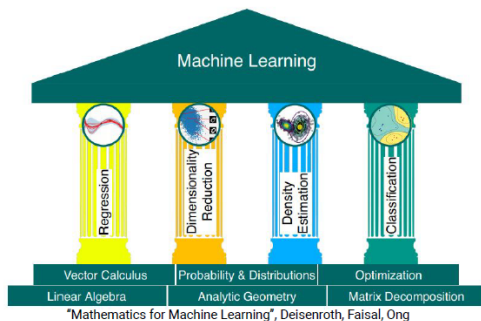 Machine Learning
Regression
Dimensionality
Reduction
Density
Estimation
Classification
Vector Calculus
Probability & Distributions
Optimization
Linear Algebra
Analytic Geometry
Matrix Decomposition
"Mathematics for Machine Learning", Deisenroth, Faisal, Ong